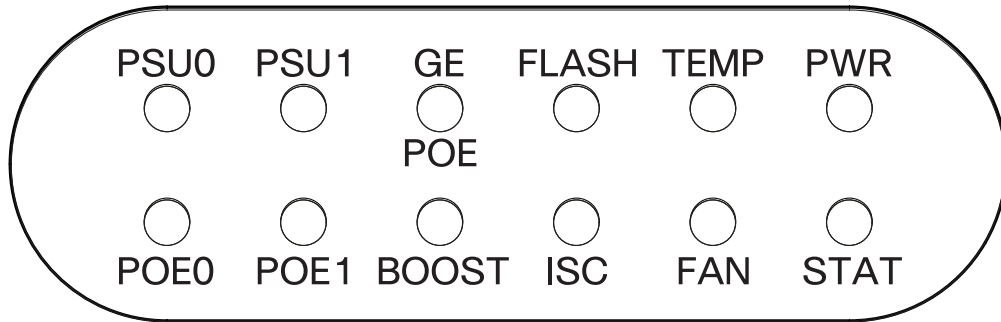 PSU0 PSU1 GE FLASH TEMP PWR
POE
POE0 POE1 BOOST ISC FAN STAT